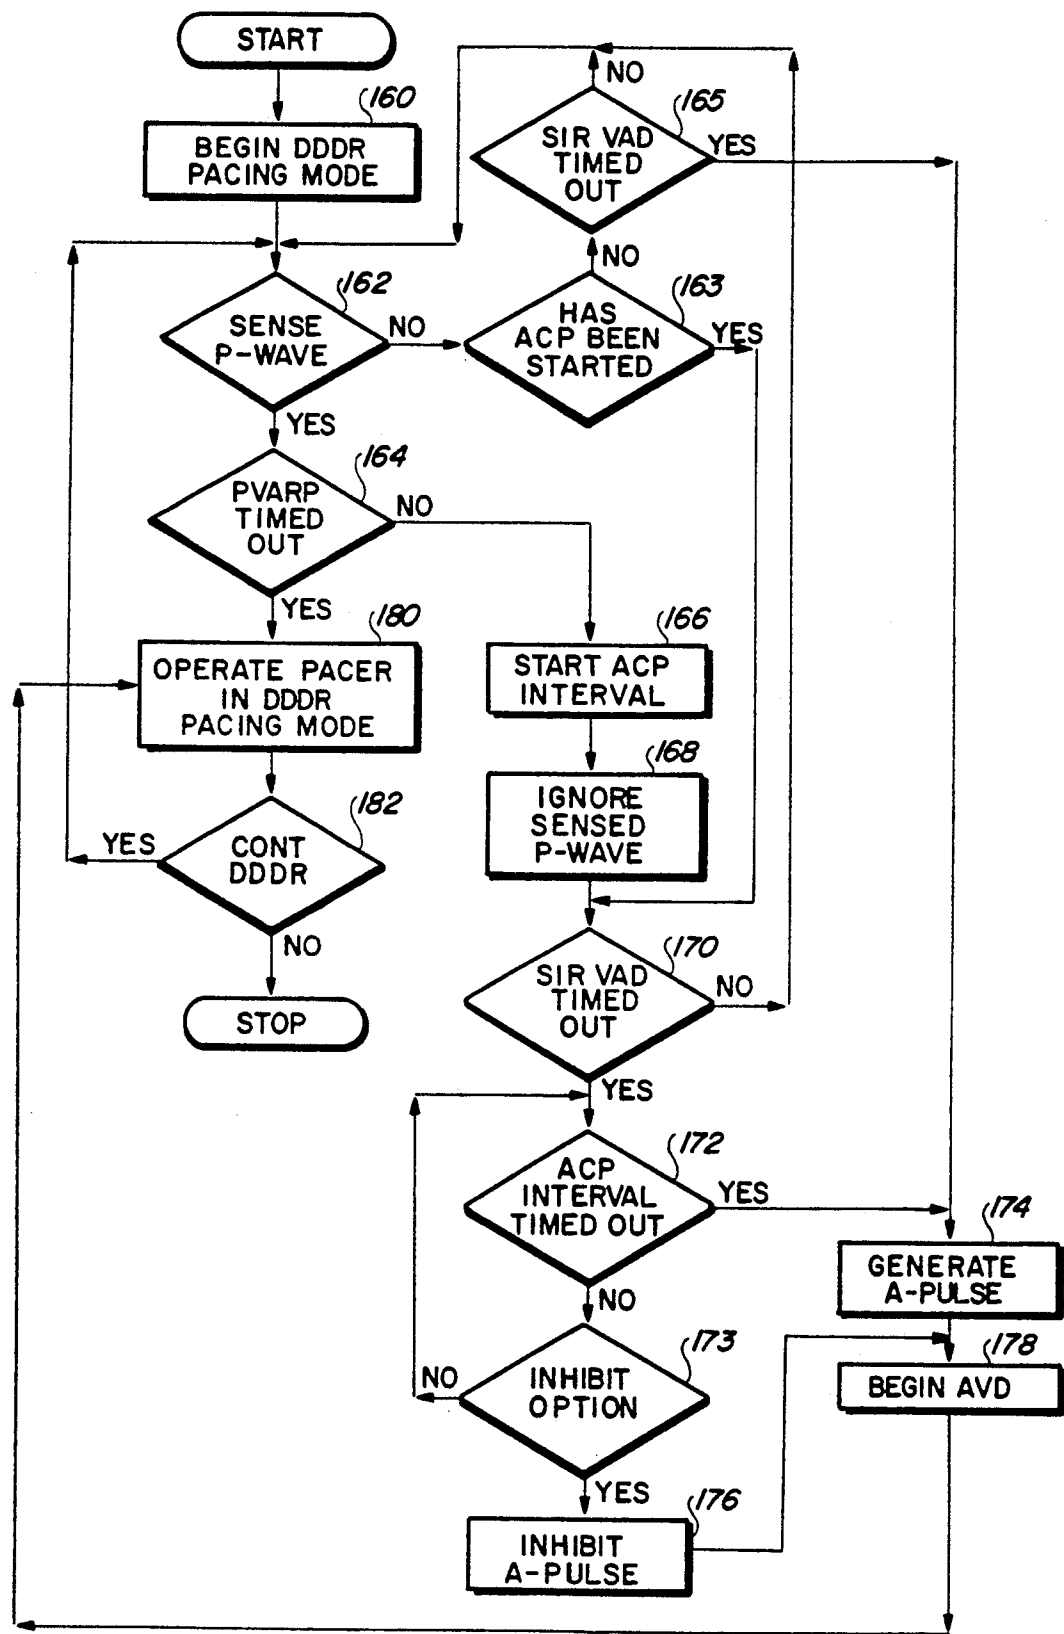 START
160
BEGIN DDDR
PACING MODE
NO
165
SIR VAD
TIMED
OUT
YES
NO
162
SENSE
P-WAVE
NO
YES
163
HAS
ACP BEEN
STARTED
YES
164
PVARP
TIMED
OUT
NO
YES
180
OPERATE PACER
IN DDDR
PACING MODE
166
START ACP
INTERVAL
168
IGNORE
SENSED
P-WAVE
182
YES
CONT
DDDR
NO
STOP
170
SIR VAD
TIMED
OUT
NO
YES
172
ACP
INTERVAL
TIMED OUT
YES
NO
174
GENERATE
A-PULSE
173
NO
INHIBIT
OPTION
YES
178
BEGIN AVD
176
INHIBIT
A-PULSE